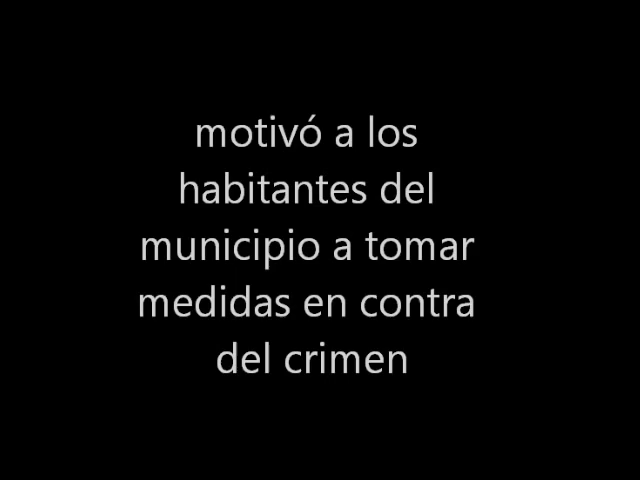 motivó a los
habitantes del
municipio a tomar
medidas en contra
del crimen